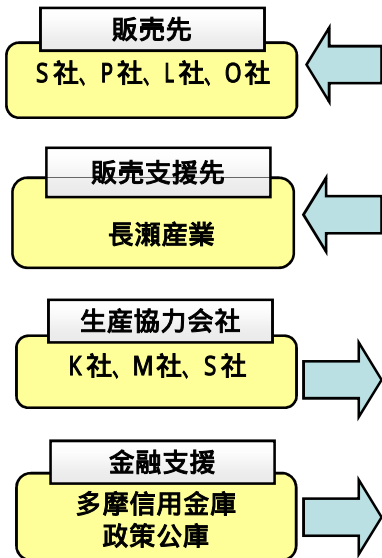 販売先
S社、P社、L社、O社
販売支援先
長瀬産業
生産協力会社
K社、M社、S社
金融支援
多摩信用金庫
政策公庫